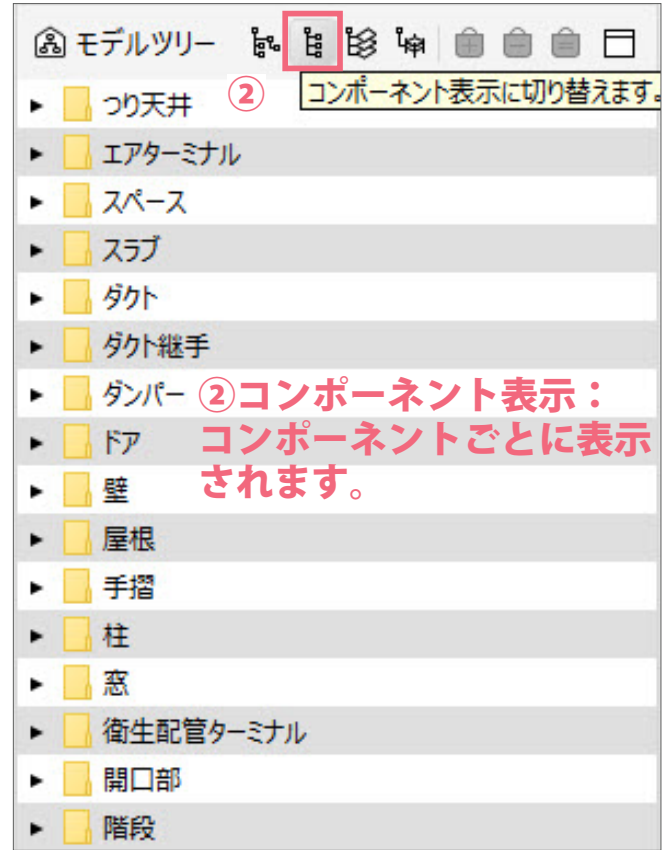 モデルツリー
②
コンポーネント表示に切り替えます。
つり天井
エアターミナル
スペース
スラブ
ダクト
ダクト継手
ダンパー
②コンポーネント表示：
ドア
コンポーネントごとに表示
されます。
壁
屋根
手摺
柱
窓
衛生配管ターミナル
開口部
階段